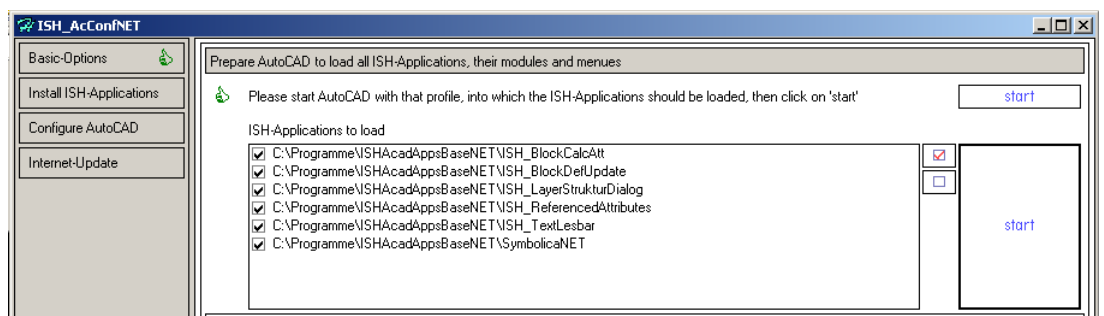 ISH_AcConfNET
Basic-Options
Install ISH-Applications
Configure AutoCAD
Internet-Update
Prepare AutoCAD to load all ISH-Applications, their modules and menues
Please start AutoCAD with that profile, into which the ISH-Applications should be loaded, then click on 'start'
start
ISH-Applications to load
C:\Programme\ISHAcadAppsBaseNET\ISH_BlockCalcAtt
C:\Programme\ISHAcadAppsBaseNET\ISH_BlockDefUpdate
C:\Programme\ISHAcadAppsBaseNET\ISH_LayerStrukturDialog
C:\Programme\ISHAcadAppsBaseNET\ISH_ReferencedAttributes
C:\Programme\ISHAcadAppsBaseNET\ISH_TextLesbar
C:\Programme\ISHAcadAppsBaseNET\SymbolicaNET
start